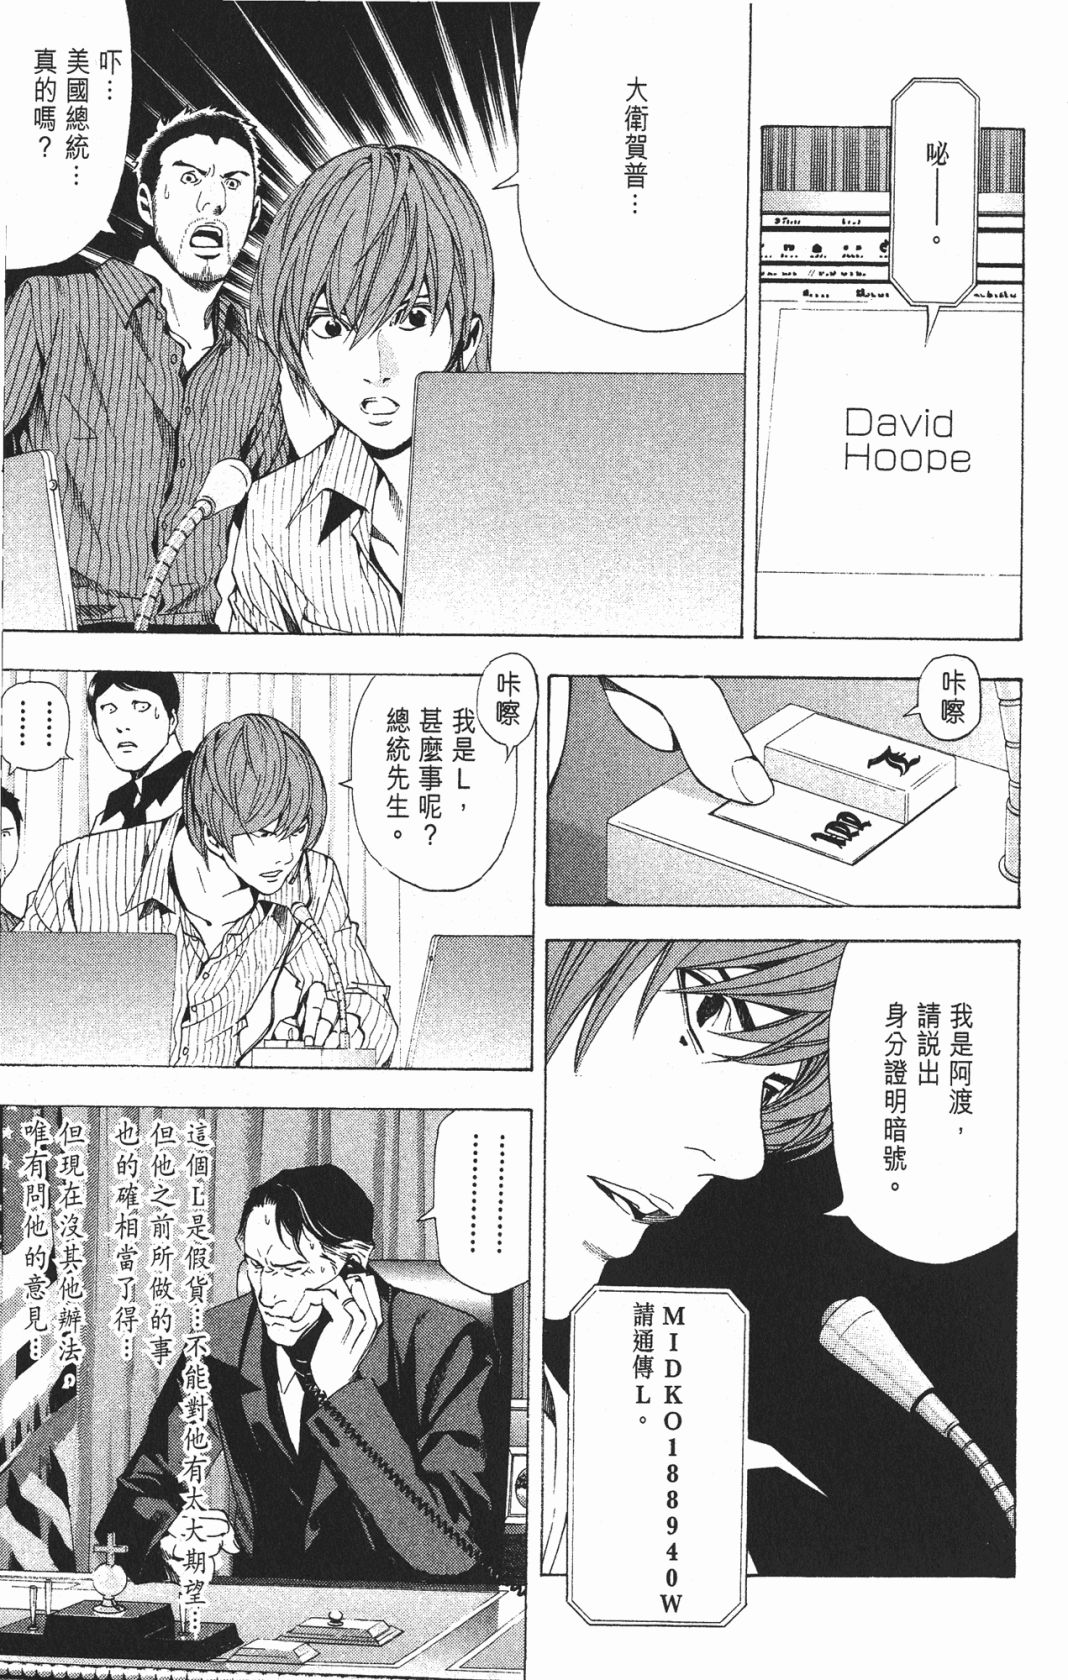 咇——。
David
Hoope
大衛賀普…
吓…
美國總統…
真的嗎？
咔嚓
L
咔嚓
我是L，
甚麼事呢？
總統先生。
………
………
我是阿渡，
請說出
身分證明暗號。
MIDKO188940W
請通傳L。
…………
…………
這個L是假貨…不能對他有太大期望…
但他之前所做的事
也的確相當了得…
但現在沒其他辦法。
唯有問他的意見…